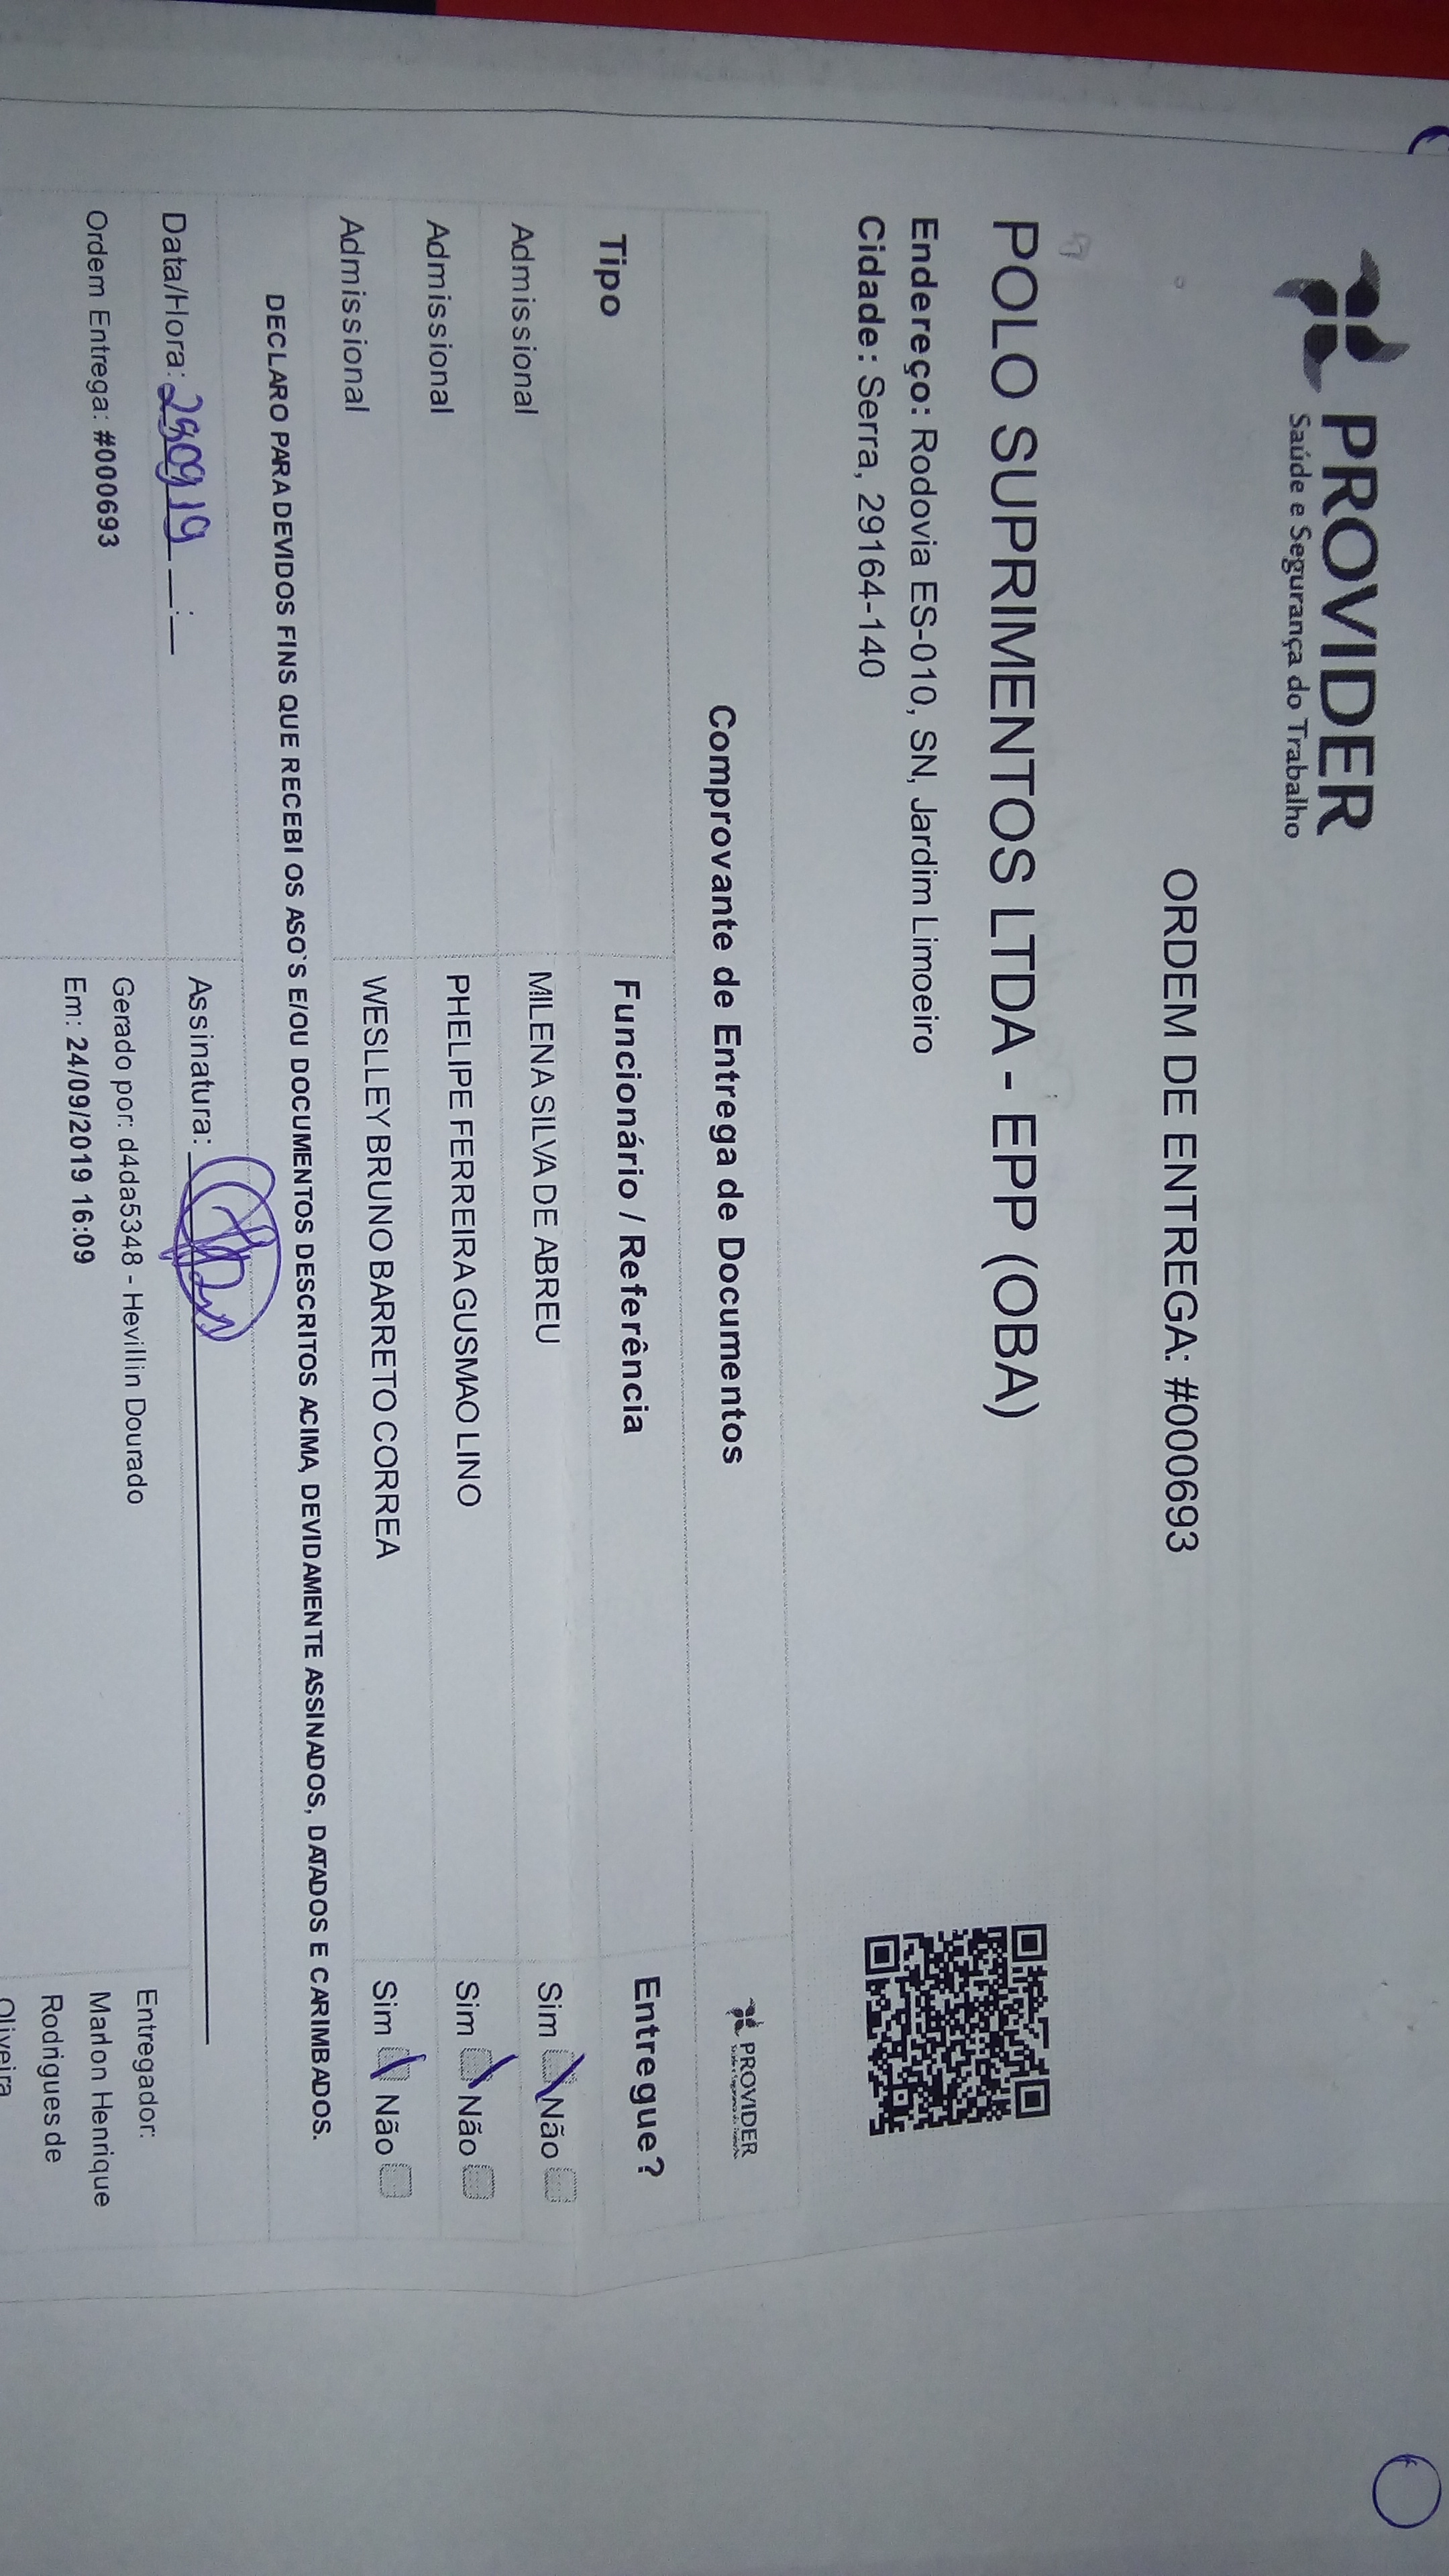 PROVIDER
Saúde e Segurança do Trabalho
ORDEM DE ENTREGA: #000693
POLO SUPRIMENTOS LTDA - EPP (OBA)
Endereço: Rodovia ES-010, SN, Jardim Limoeiro
Cidade: Serra, 29164-140
Comprovante de Entrega de Documentos
PROVIDER
Tipo Funcionário / Referência Entregue?
Admissional MILENA SILVA DE ABREU Sim Não
Admissional PHELIPE FERREIRA GUSMAO LINO Sim Não
Admissional WESLLEY BRUNO BARRETO CORREA Sim Não
DECLARO PARA DEVIDOS FINS QUE RECEBI OS ASO`S E/OU DOCUMENTOS DESCRITOS ACIMA, DEVIDAMENTE ASSINADOS, DATADOS E CARIMBADOS.
Data/Hora: __:__ Assinatura:
Ordem Entrega: #000693
Gerado por: d4da5348 - Hevillin Dourado
Em: 24/09/2019 16:09
Entregador:
Marlon Henrique
Rodrigues de
Oliveira